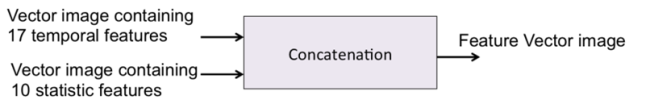 Vector image containing
17 temporal features
Vector image containing
10 statistic features
Concatenation
Feature Vector image